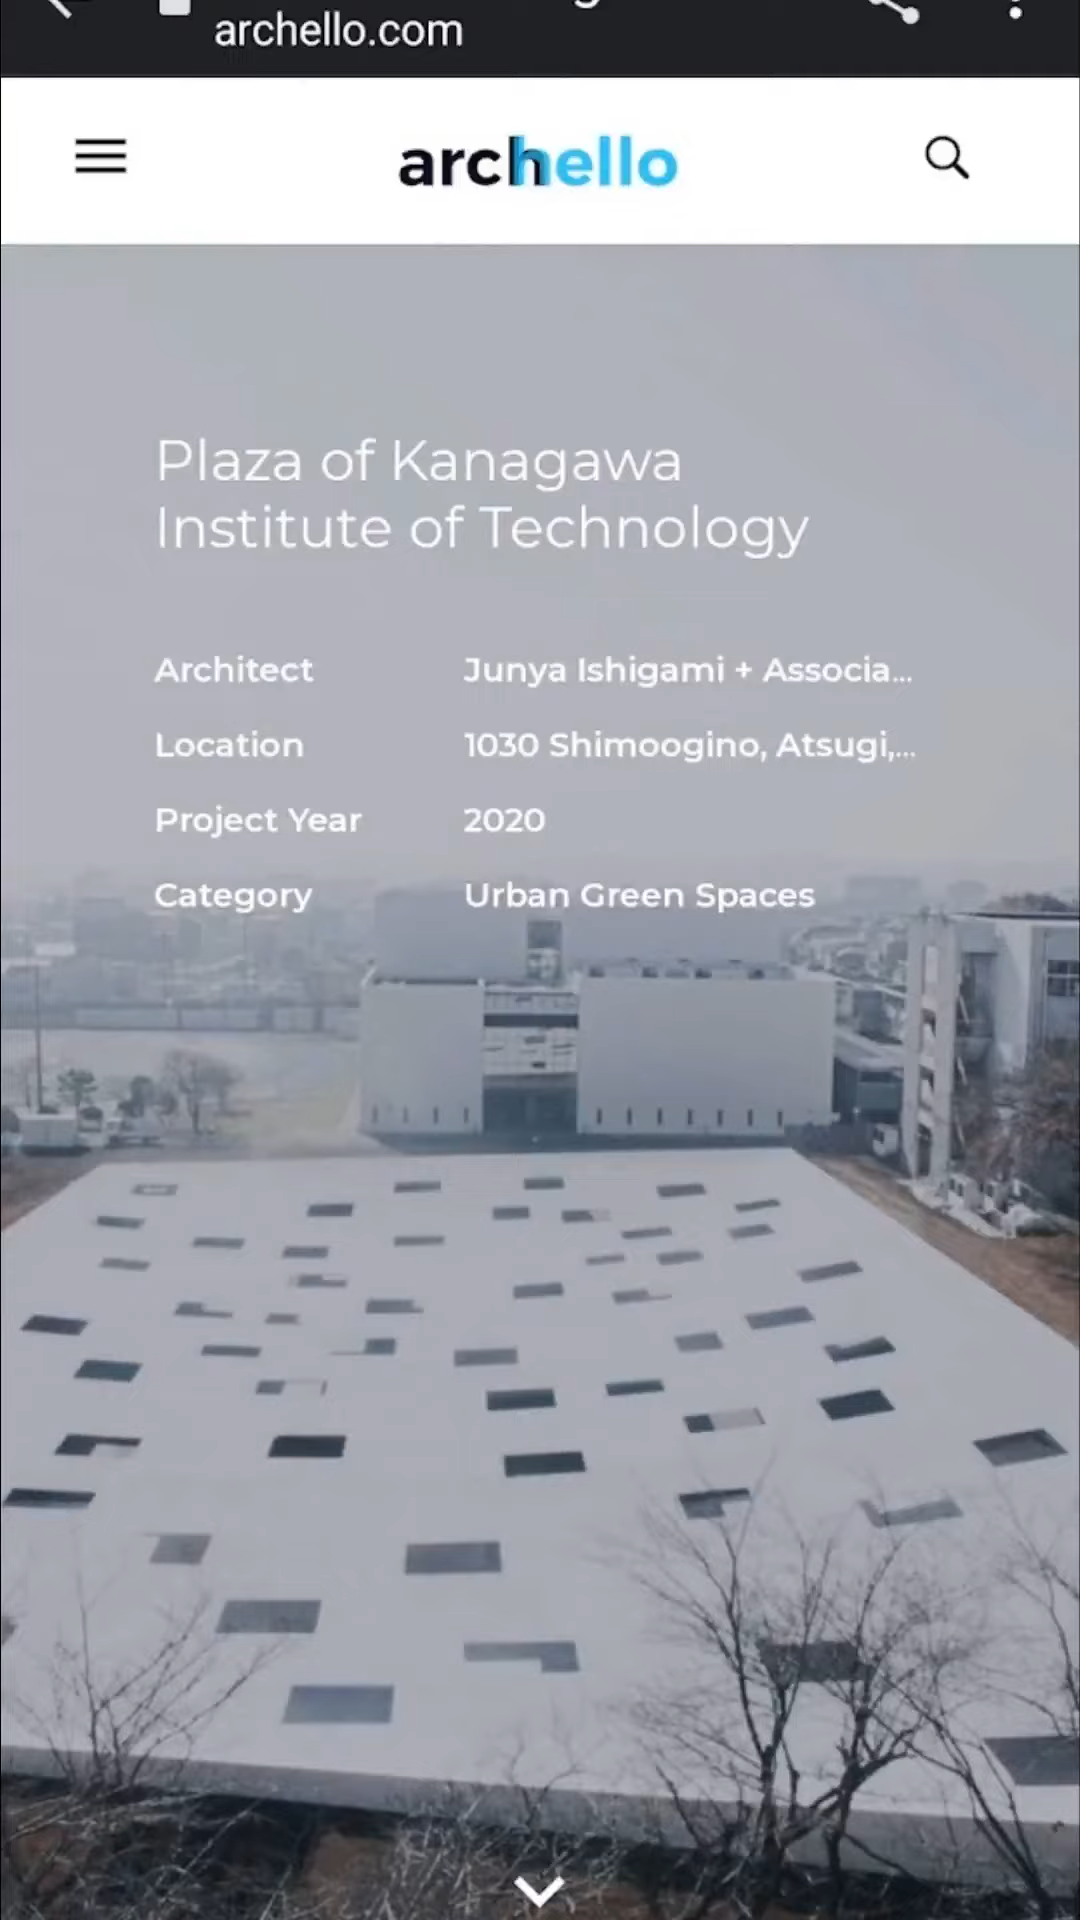 archello.com
archello
Plaza of Kanagawa
Institute of Technology
Architect Junya Ishigami + Associa...
Location 1030 Shimoogino, Atsugi,...
Project Year 2020
Category Urban Green Spaces